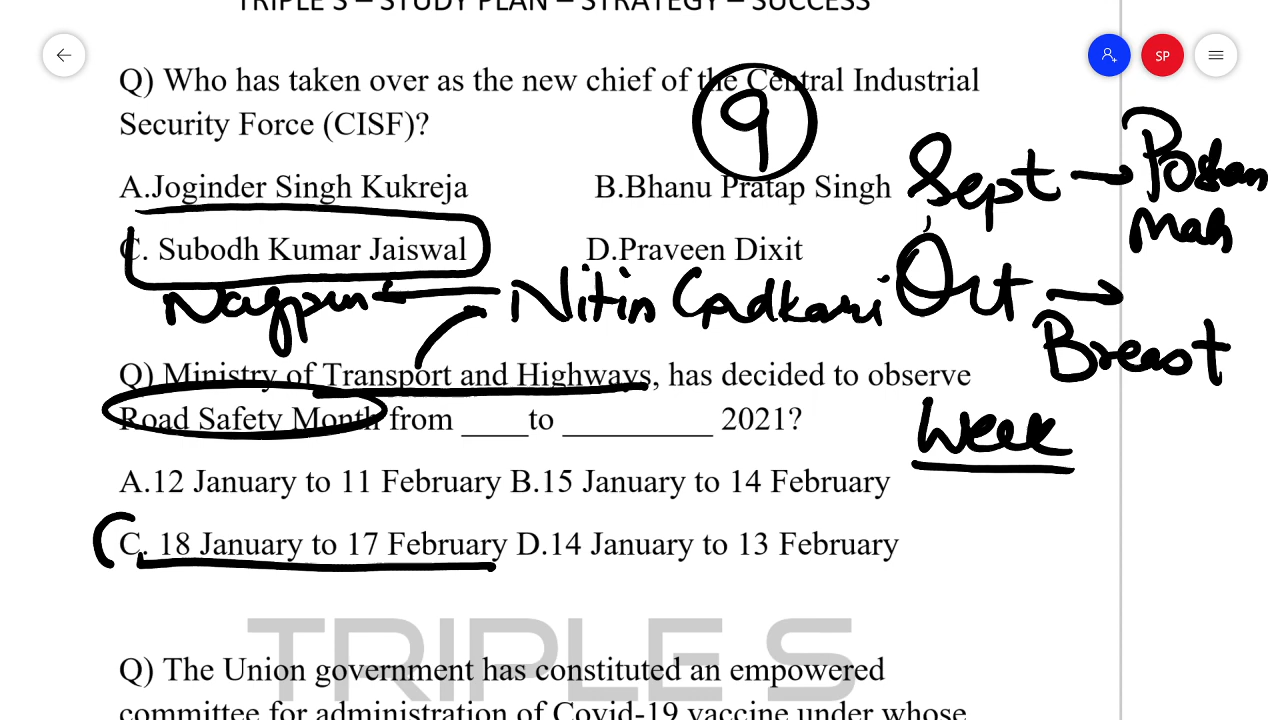 TRIPLE S – STUDY PLAN – STRATEGY – SUCCESS
SP
Q) Who has taken over as the new chief of the Central Industrial
Security Force (CISF)?
9
A.Joginder Singh Kukreja B.Bhanu Pratap Singh
Sept → Poshan
Mah
C. Subodh Kumar Jaiswal D.Praveen Dixit
Nagpur ← Nitin Gadkari
Oct →
Breast
Q) Ministry of Transport and Highways, has decided to observe
Road Safety Month from ____to _________ 2021?
Week
A.12 January to 11 February B.15 January to 14 February
C. 18 January to 17 February D.14 January to 13 February
TRIPLE S
Q) The Union government has constituted an empowered
committee for administration of Covid-19 vaccine under whose